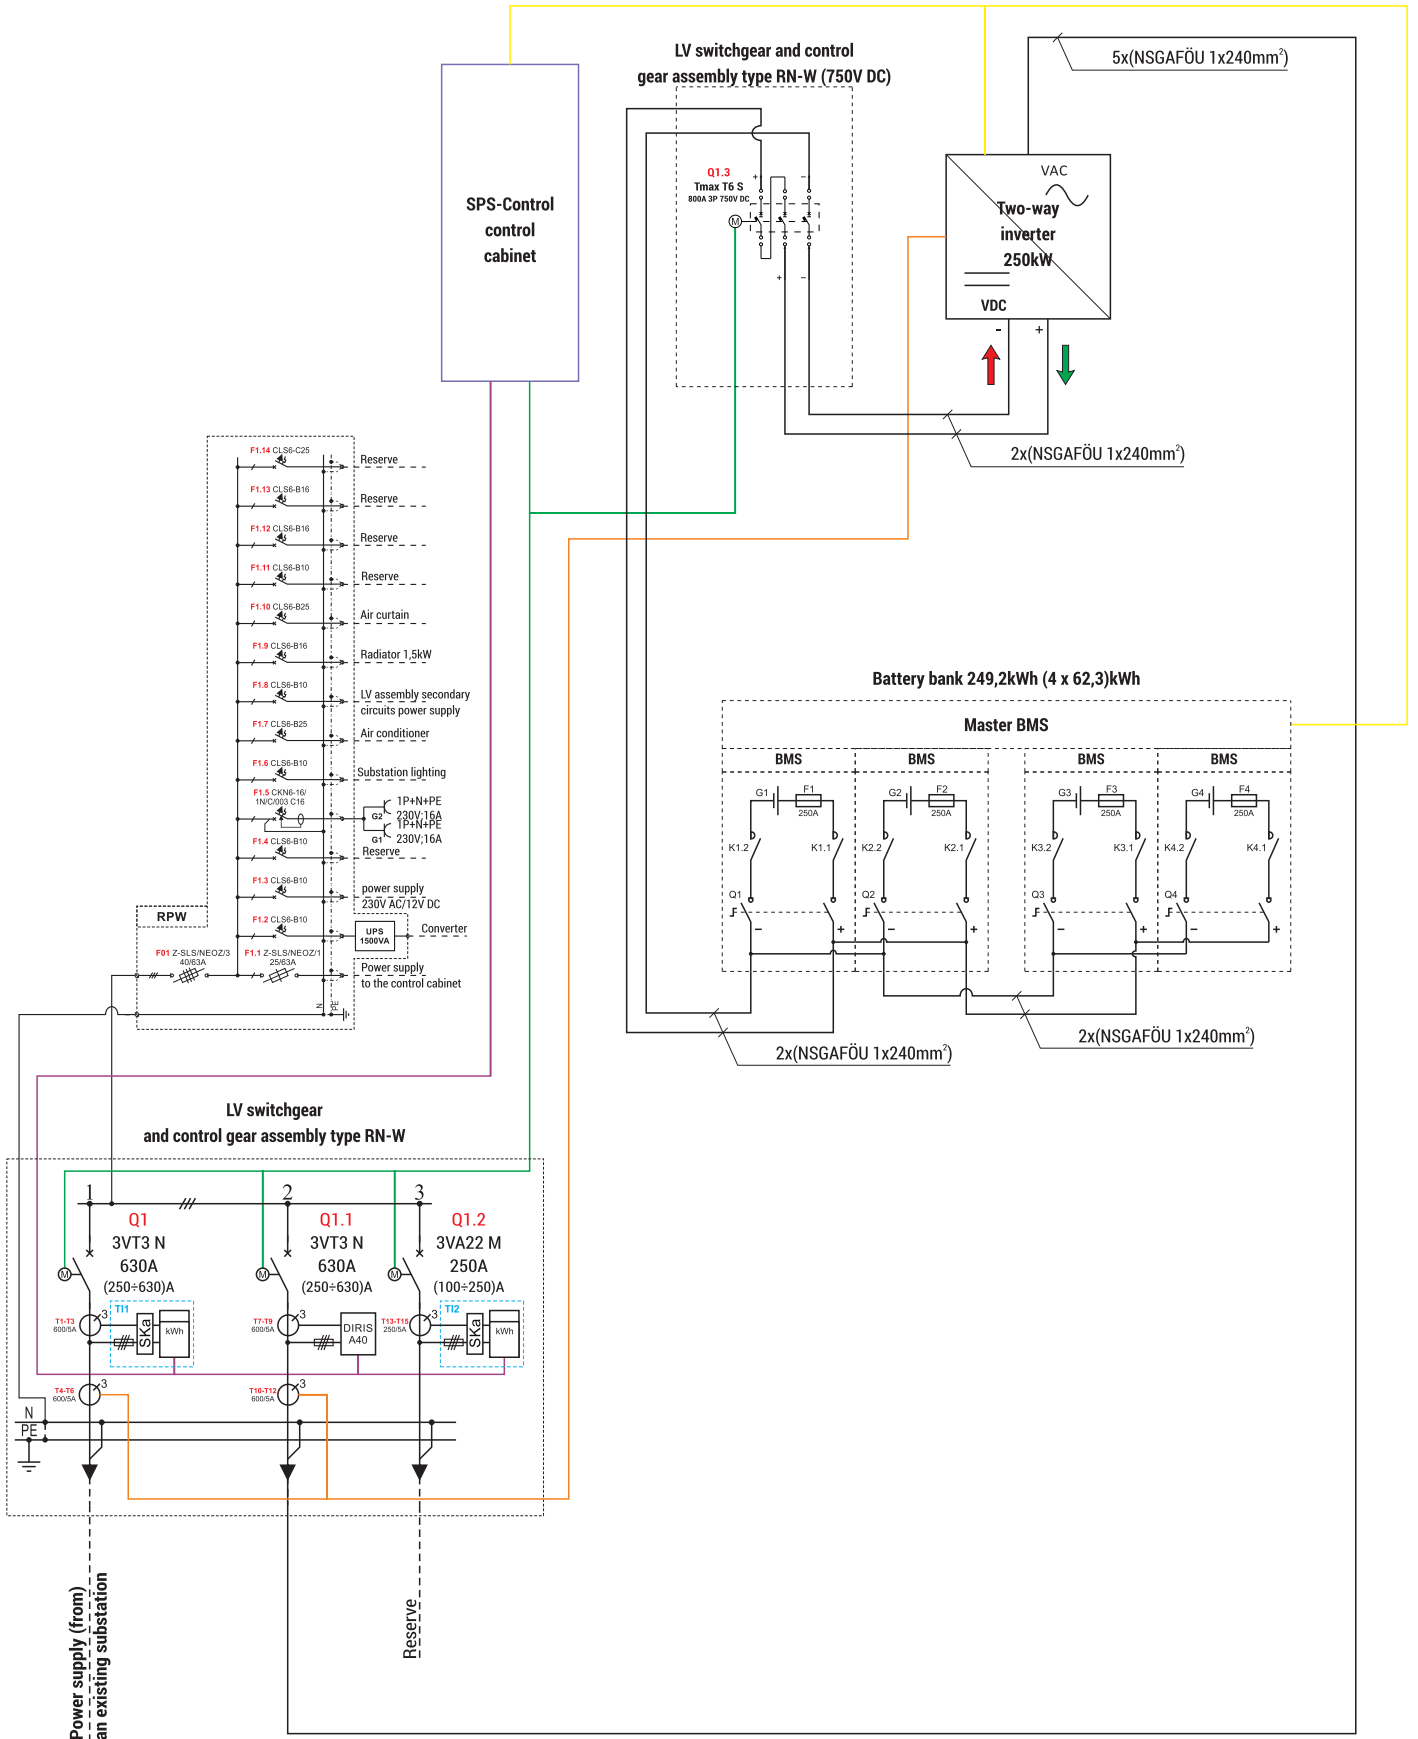 LV switchgear and control
gear assembly type RN-W (750V DC)
5x(NSGAFÖU 1x240mm²)
SPS-Control
control
cabinet
Q1.3
Tmax T6 S
800A 3P 750V DC
+
−
M
+
−
VAC
Two-way
inverter
250kW
VDC
-
+
2x(NSGAFÖU 1x240mm²)
F1.14 CLS6-C25
Reserve
F1.13 CLS6-B16
Reserve
F1.12 CLS6-B16
Reserve
F1.11 CLS6-B10
Reserve
F1.10 CLS6-B25
Air curtain
F1.9 CLS6-B16
Radiator 1,5kW
F1.8 CLS6-B10
LV assembly secondary
circuits power supply
F1.7 CLS6-B25
Air conditioner
F1.6 CLS6-B10
Substation lighting
F1.5 CKN6-16/
1N/C/003 C16
G2
1P+N+PE
230V;16A
G1
1P+N+PE
230V;16A
F1.4 CLS6-B10
Reserve
F1.3 CLS6-B10
power supply
230V AC/12V DC
RPW
F1.2 CLS6-B10
UPS
1500VA
Converter
F01 Z-SLS/NEOZ/3
40/63A
F1.1 Z-SLS/NEOZ/1
25/63A
Power supply
to the control cabinet
N
PE
Battery bank 249,2kWh (4 x 62,3)kWh
Master BMS
BMS
BMS
BMS
BMS
G1
F1
250A
G2
F2
250A
G3
F3
250A
G4
F4
250A
K1.2
K1.1
K2.2
K2.1
K3.2
K3.1
K4.2
K4.1
Q1
Q2
Q3
Q4
−
+
−
+
−
+
−
+
2x(NSGAFÖU 1x240mm²)
2x(NSGAFÖU 1x240mm²)
LV switchgear
and control gear assembly type RN-W
1
2
3
Q1
3VT3 N
630A
(250÷630)A
M
Q1.1
3VT3 N
630A
(250÷630)A
M
Q1.2
3VA22 M
250A
(100÷250)A
M
T1-T3
600/5A
3
TI1
SKa
kWh
T7-T9
600/5A
3
DIRIS
A40
T13-T15
250/5A
3
TI2
SKa
kWh
T4-T6
600/5A
3
T10-T12
600/5A
3
N
PE
Power supply (from)
an existing substation
Reserve